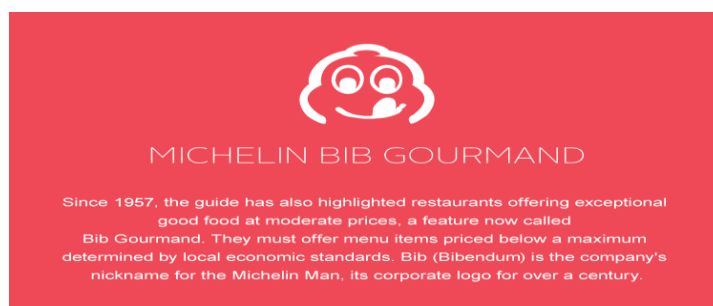 MICHELIN BIB GOURMAND
Since 1957, the guide has also highlighted restaurants offering exceptional
good food at moderate prices, a feature now called
Bib Gourmand. They must offer menu items priced below a maximum
determined by local economic standards. Bib (Bibendum) is the company's
nickname for the Michelin Man, its corporate logo for over a century.